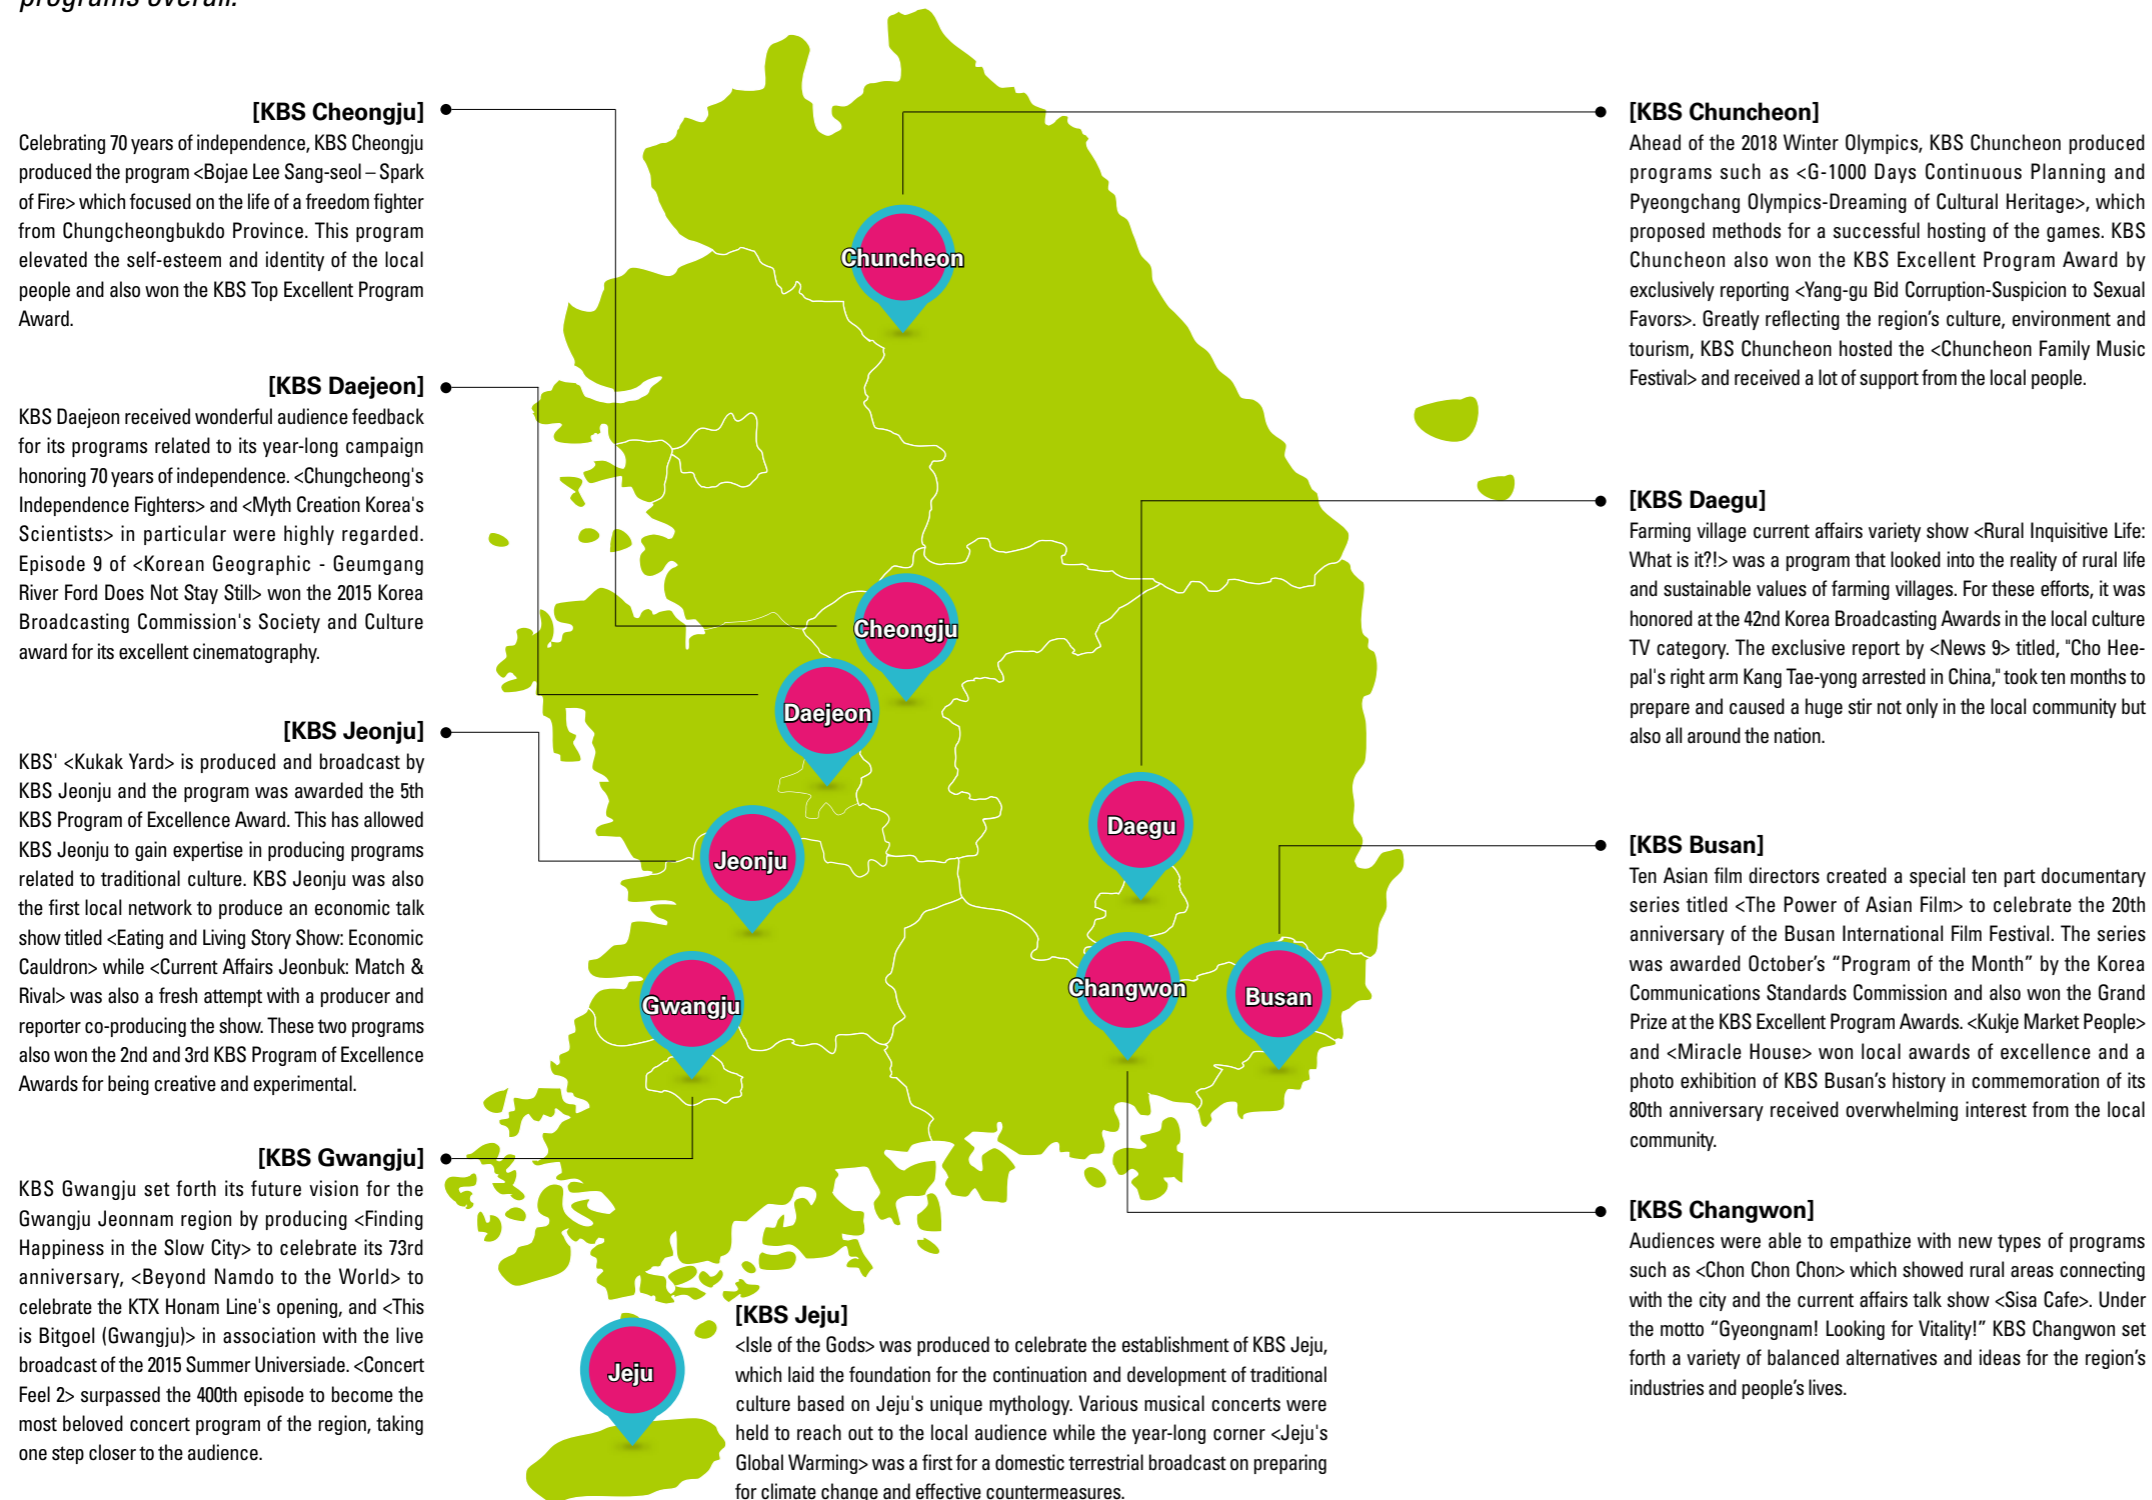 programs overall.
[KBS Cheongju]
Celebrating 70 years of independence, KBS Cheongju
produced the program <Bojae Lee Sang-seol – Spark
of Fire> which focused on the life of a freedom fighter
from Chungcheongbukdo Province. This program
elevated the self-esteem and identity of the local
people and also won the KBS Top Excellent Program
Award.
[KBS Daejeon]
KBS Daejeon received wonderful audience feedback
for its programs related to its year-long campaign
honoring 70 years of independence. <Chungcheong's
Independence Fighters> and <Myth Creation Korea's
Scientists> in particular were highly regarded.
Episode 9 of <Korean Geographic - Geumgang
River Ford Does Not Stay Still> won the 2015 Korea
Broadcasting Commission's Society and Culture
award for its excellent cinematography.
[KBS Jeonju]
KBS' <Kukak Yard> is produced and broadcast by
KBS Jeonju and the program was awarded the 5th
KBS Program of Excellence Award. This has allowed
KBS Jeonju to gain expertise in producing programs
related to traditional culture. KBS Jeonju was also
the first local network to produce an economic talk
show titled <Eating and Living Story Show: Economic
Cauldron> while <Current Affairs Jeonbuk: Match &
Rival> was also a fresh attempt with a producer and
reporter co-producing the show. These two programs
also won the 2nd and 3rd KBS Program of Excellence
Awards for being creative and experimental.
[KBS Gwangju]
KBS Gwangju set forth its future vision for the
Gwangju Jeonnam region by producing <Finding
Happiness in the Slow City> to celebrate its 73rd
anniversary, <Beyond Namdo to the World> to
celebrate the KTX Honam Line's opening, and <This
is Bitgoel (Gwangju)> in association with the live
broadcast of the 2015 Summer Universiade. <Concert
Feel 2> surpassed the 400th episode to become the
most beloved concert program of the region, taking
one step closer to the audience.
Chuncheon
Cheongju
Daejeon
Daegu
Jeonju
Changwon
Busan
Gwangju
Jeju
[KBS Jeju]
<Isle of the Gods> was produced to celebrate the establishment of KBS Jeju,
which laid the foundation for the continuation and development of traditional
culture based on Jeju's unique mythology. Various musical concerts were
held to reach out to the local audience while the year-long corner <Jeju's
Global Warming> was a first for a domestic terrestrial broadcast on preparing
for climate change and effective countermeasures.
[KBS Chuncheon]
Ahead of the 2018 Winter Olympics, KBS Chuncheon produced
programs such as <G-1000 Days Continuous Planning and
Pyeongchang Olympics-Dreaming of Cultural Heritage>, which
proposed methods for a successful hosting of the games. KBS
Chuncheon also won the KBS Excellent Program Award by
exclusively reporting <Yang-gu Bid Corruption-Suspicion to Sexual
Favors>. Greatly reflecting the region's culture, environment and
tourism, KBS Chuncheon hosted the <Chuncheon Family Music
Festival> and received a lot of support from the local people.
[KBS Daegu]
Farming village current affairs variety show <Rural Inquisitive Life:
What is it?!> was a program that looked into the reality of rural life
and sustainable values of farming villages. For these efforts, it was
honored at the 42nd Korea Broadcasting Awards in the local culture
TV category. The exclusive report by <News 9> titled, "Cho Hee-
pal's right arm Kang Tae-yong arrested in China," took ten months to
prepare and caused a huge stir not only in the local community but
also all around the nation.
[KBS Busan]
Ten Asian film directors created a special ten part documentary
series titled <The Power of Asian Film> to celebrate the 20th
anniversary of the Busan International Film Festival. The series
was awarded October's “Program of the Month” by the Korea
Communications Standards Commission and also won the Grand
Prize at the KBS Excellent Program Awards. <Kukje Market People>
and <Miracle House> won local awards of excellence and a
photo exhibition of KBS Busan's history in commemoration of its
80th anniversary received overwhelming interest from the local
community.
[KBS Changwon]
Audiences were able to empathize with new types of programs
such as <Chon Chon Chon> which showed rural areas connecting
with the city and the current affairs talk show <Sisa Cafe>. Under
the motto “Gyeongnam! Looking for Vitality!” KBS Changwon set
forth a variety of balanced alternatives and ideas for the region's
industries and people's lives.